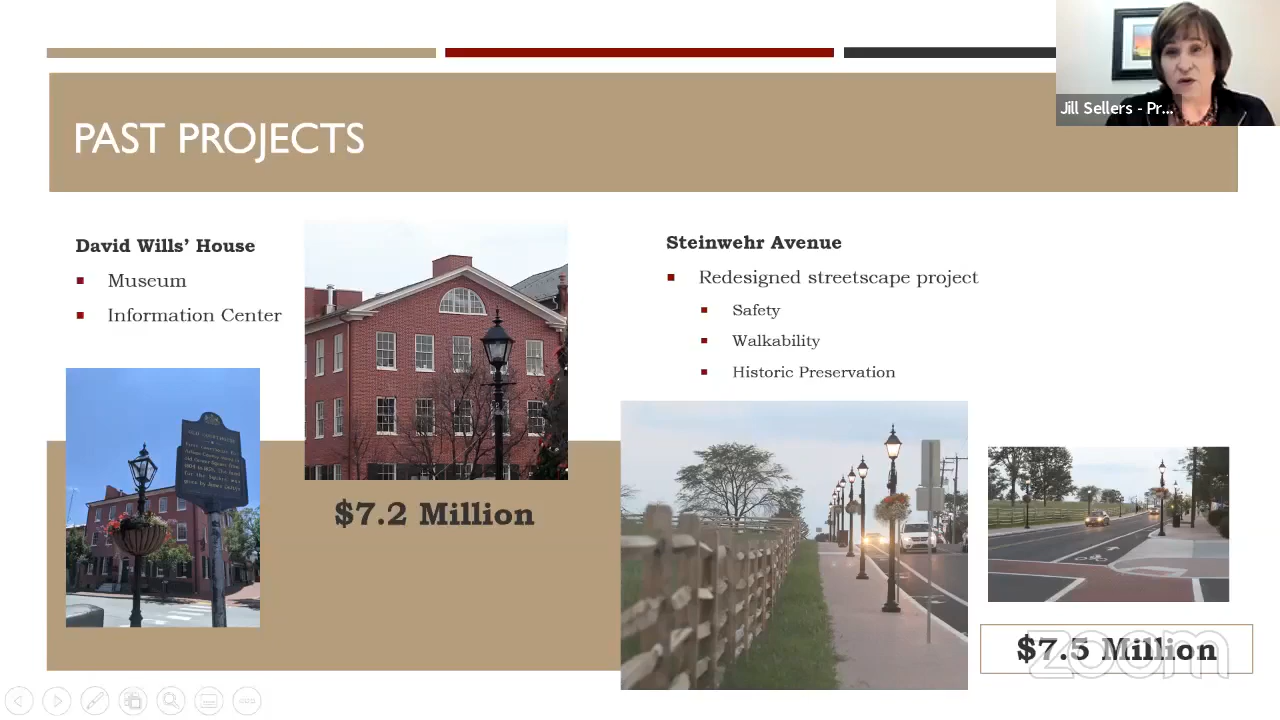 Jill Sellers - Pr...
PAST PROJECTS
David Wills’ House
Museum
Information Center
$7.2 Million
Steinwehr Avenue
Redesigned streetscape project
Safety
Walkability
Historic Preservation
$7.5 Million
zoom